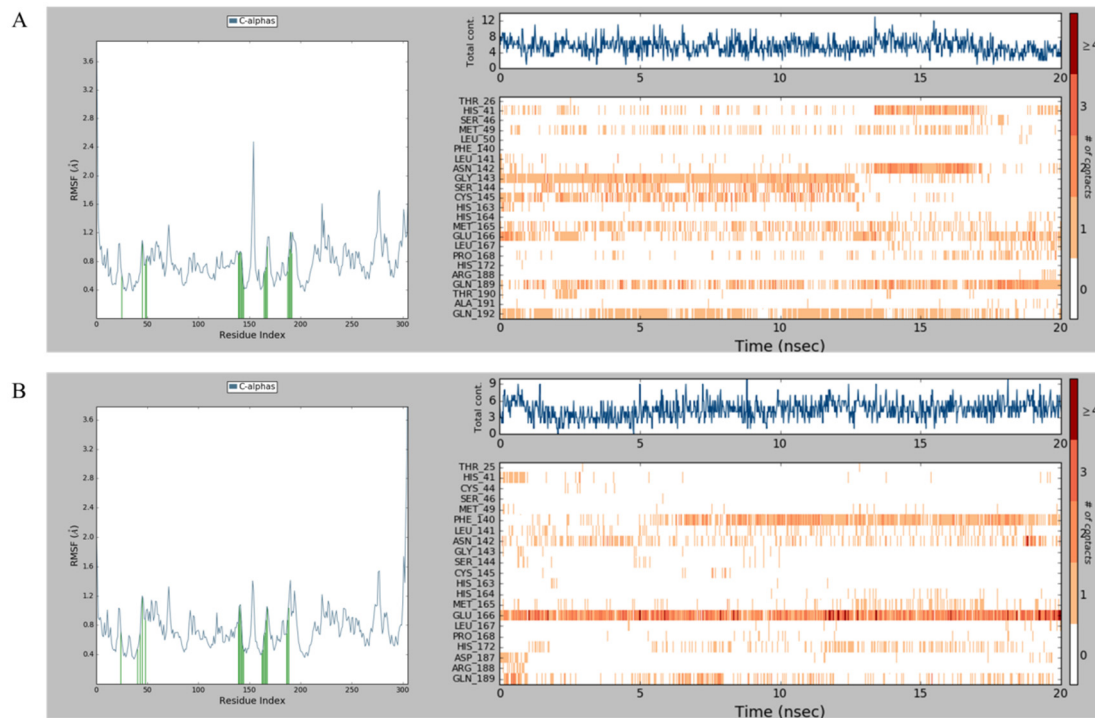 A
C-alphas
RMSF (Å)
3.6
3.2
2.8
2.4
2.0
1.6
1.2
0.8
0.4
0 50 100 150 200 250 300
Residue Index
Total cont.
12
8
4
0
0 5 10 15 20
THR_26
HIS_41
SER_46
MET_49
LEU_50
PHE_140
LEU_141
ASN_142
GLY_143
SER_144
CYS_145
HIS_163
HIS_164
MET_165
GLU_166
LEU_167
PRO_168
HIS_172
ARG_188
GLN_189
THR_190
ALA_191
GLN_192
0 5 10 15 20
Time (nsec)
≥4
3
2
1
0
# of contacts
B
C-alphas
RMSF (Å)
3.6
3.2
2.8
2.4
2.0
1.6
1.2
0.8
0.4
0 50 100 150 200 250 300
Residue Index
Total cont.
9
6
3
0
0 5 10 15 20
THR_25
HIS_41
CYS_44
SER_46
MET_49
PHE_140
LEU_141
ASN_142
GLY_143
SER_144
CYS_145
HIS_163
HIS_164
MET_165
GLU_166
LEU_167
PRO_168
HIS_172
ASP_187
ARG_188
GLN_189
0 5 10 15 20
Time (nsec)
≥4
3
2
1
0
# of contacts